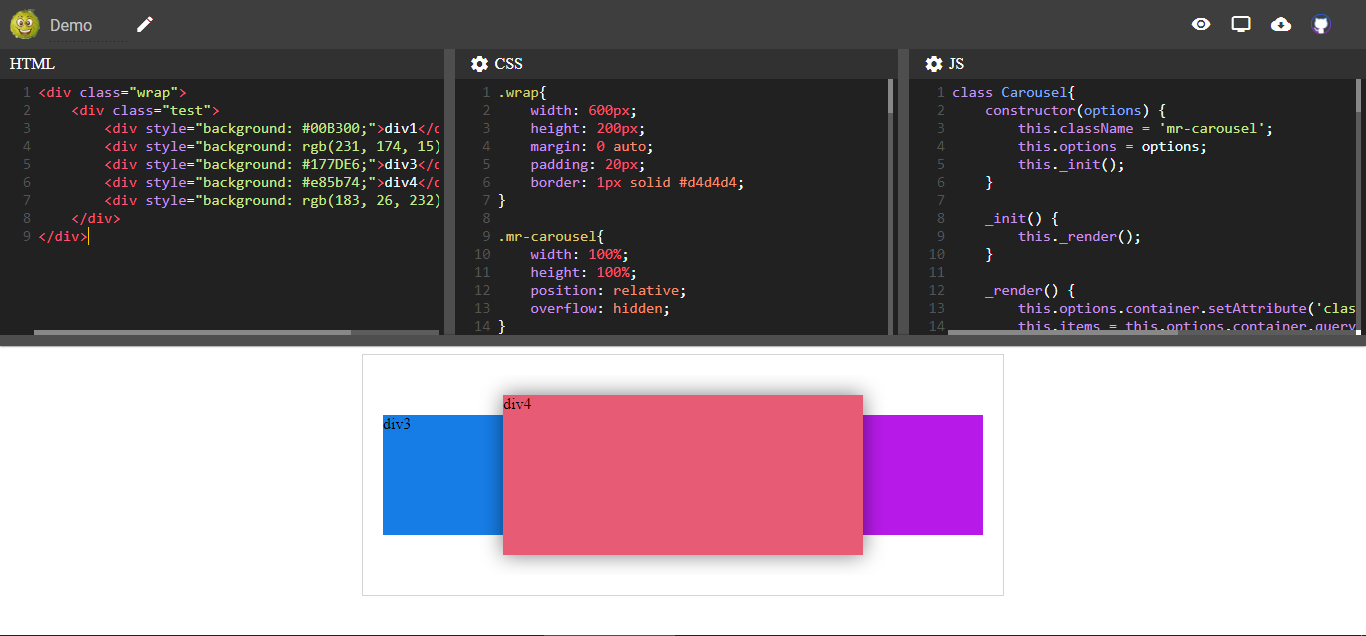 Demo
HTML
1 <div class="wrap">
2 <div class="test">
3 <div style="background: #00B300;">div1</
4 <div style="background: rgb(231, 174, 15)
5 <div style="background: #177DE6;">div3</
6 <div style="background: #e85b74;">div4</
7 <div style="background: rgb(183, 26, 232)
8 </div>
9 </div>
CSS
1 .wrap{
2 width: 600px;
3 height: 200px;
4 margin: 0 auto;
5 padding: 20px;
6 border: 1px solid #d4d4d4;
7 }
8
9 .mr-carousel{
10 width: 100%;
11 height: 100%;
12 position: relative;
13 overflow: hidden;
14 }
JS
1 class Carousel{
2 constructor(options) {
3 this.className = 'mr-carousel';
4 this.options = options;
5 this._init();
6 }
7
8 _init() {
9 this._render();
10 }
11
12 _render() {
13 this.options.container.setAttribute('clas
14 this.items = this.options.container.query
div3
div4